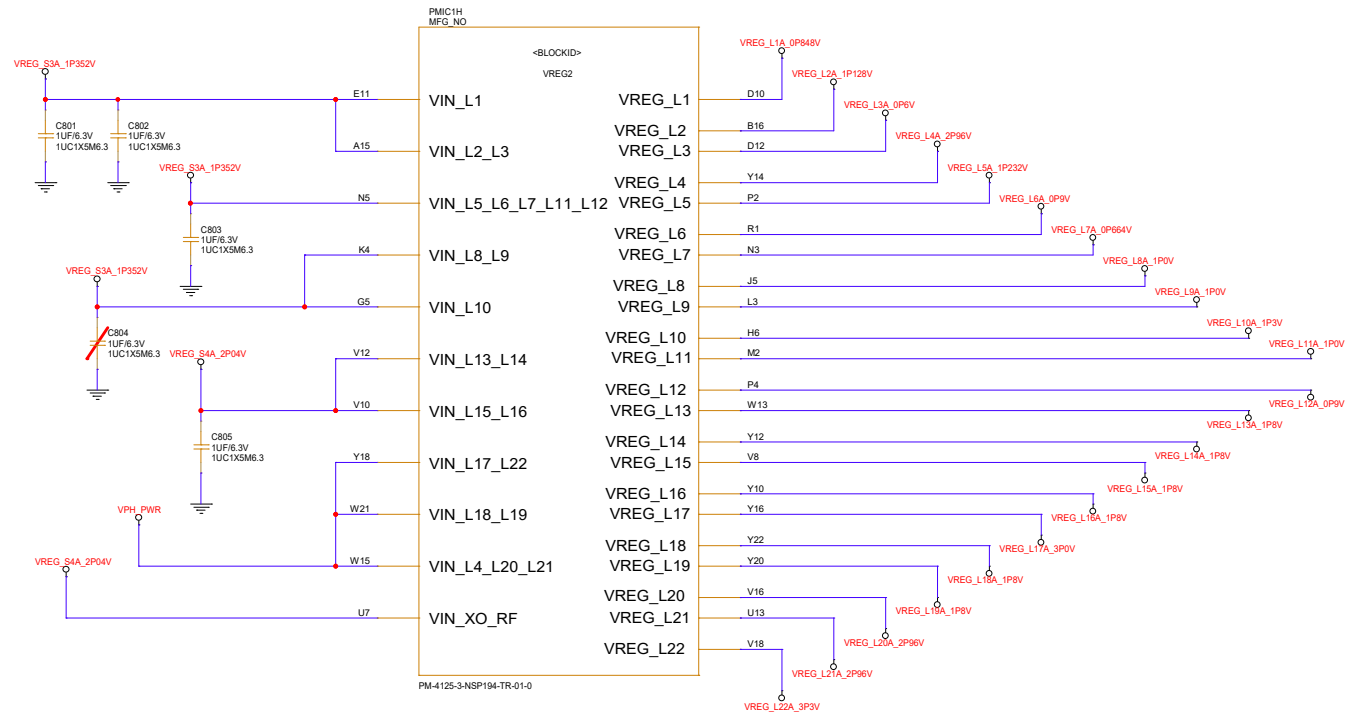 PMIC1H
MFG_NO
<BLOCKID>
VREG2
VREG_S3A_1P352V
C801
1UF/6.3V
1UC1X5M6.3
C802
1UF/6.3V
1UC1X5M6.3
E11 VIN_L1
A15 VIN_L2_L3
VREG_S3A_1P352V
N5 VIN_L5_L6_L7_L11_L12
C803
1UF/6.3V
1UC1X5M6.3
K4 VIN_L8_L9
VREG_S3A_1P352V
G5 VIN_L10
C804
1UF/6.3V
1UC1X5M6.3
VREG_S4A_2P04V
V12 VIN_L13_L14
V10 VIN_L15_L16
C805
1UF/6.3V
1UC1X5M6.3
Y18 VIN_L17_L22
VPH_PWR
W21 VIN_L18_L19
W15 VIN_L4_L20_L21
VREG_S4A_2P04V
U7 VIN_XO_RF
VREG_L1 D10 VREG_L1A_0P848V
VREG_L2 B16 VREG_L2A_1P128V
VREG_L3 D12 VREG_L3A_0P6V
VREG_L4 Y14 VREG_L4A_2P96V
VREG_L5 P2 VREG_L5A_1P232V
VREG_L6 R1 VREG_L6A_0P9V
VREG_L7 N3 VREG_L7A_0P664V
VREG_L8 J5 VREG_L8A_1P0V
VREG_L9 L3 VREG_L9A_1P0V
VREG_L10 H6 VREG_L10A_1P3V
VREG_L11 M2 VREG_L11A_1P0V
VREG_L12 P4 VREG_L12A_0P9V
VREG_L13 W13 VREG_L13A_1P8V
VREG_L14 Y12 VREG_L14A_1P8V
VREG_L15 V8 VREG_L15A_1P8V
VREG_L16 Y10 VREG_L16A_1P8V
VREG_L17 Y16 VREG_L17A_3P0V
VREG_L18 Y22 VREG_L18A_1P8V
VREG_L19 Y20 VREG_L19A_1P8V
VREG_L20 V16 VREG_L20A_2P96V
VREG_L21 U13 VREG_L21A_2P96V
VREG_L22 V18 VREG_L22A_3P3V
PM-4125-3-NSP194-TR-01-0